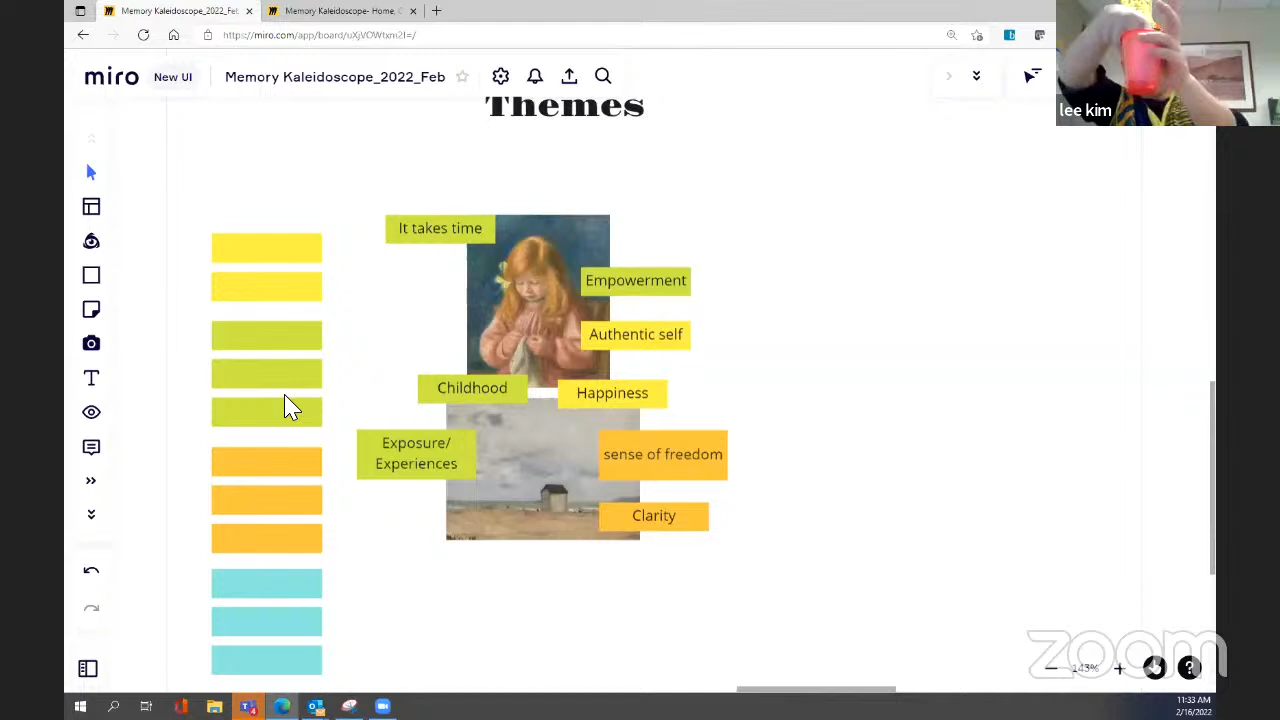 Memory Kaleidoscope_2022_Feb
Memory Kaleidoscope- Home, C
https://miro.com/app/board/uXjVOWtxm2I=/
miro
New UI
Memory Kaleidoscope_2022_Feb
lee kim
Themes
It takes time
Empowerment
Authentic self
Childhood
Happiness
Exposure/
Experiences
sense of freedom
Clarity
zoom
143%
11:33 AM
2/16/2022